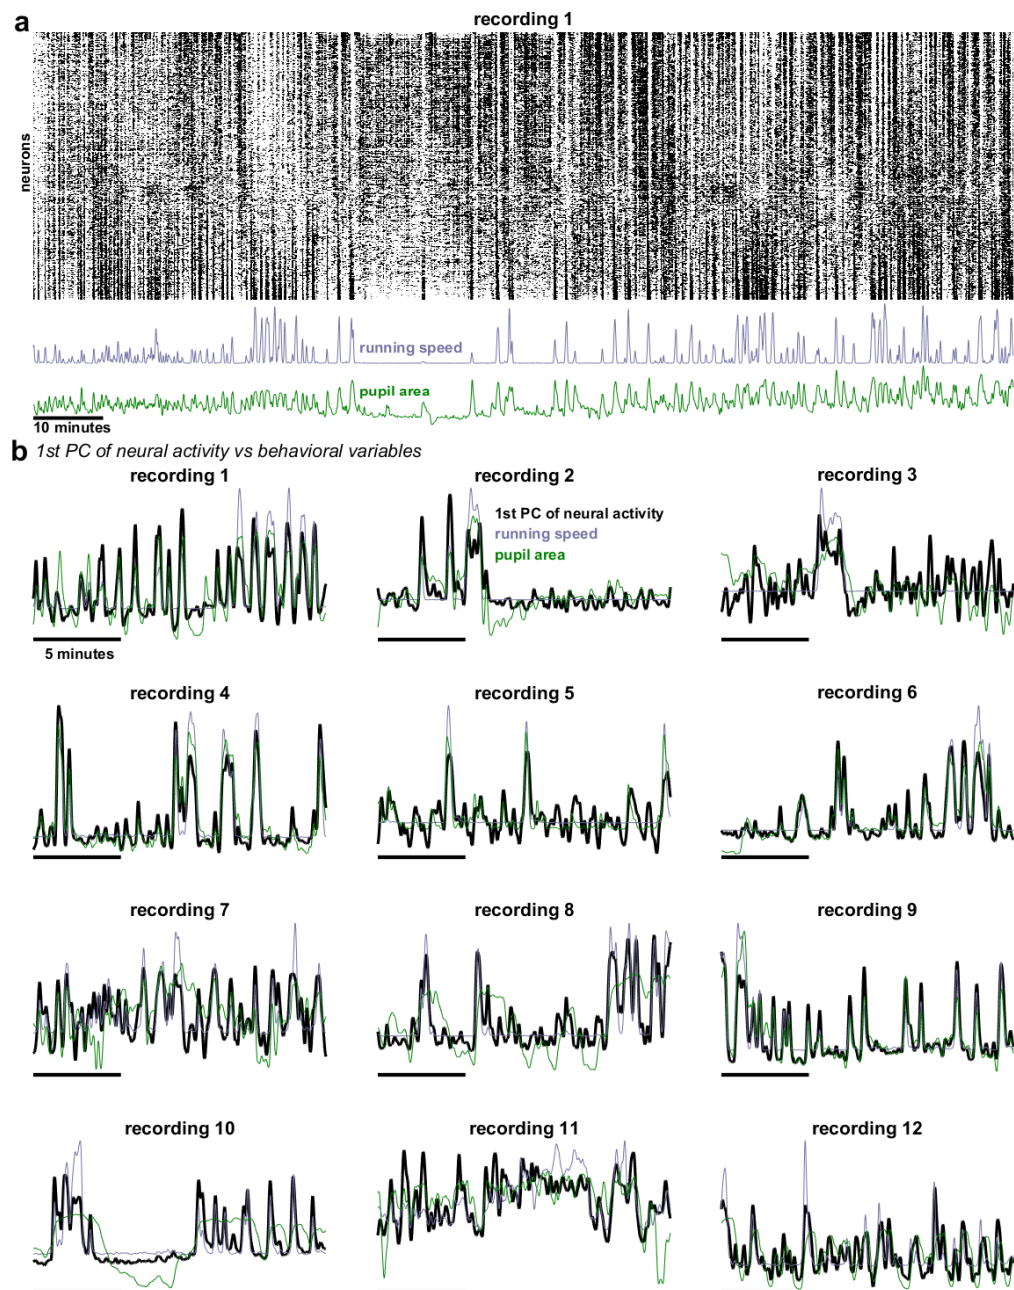 a
recording 1
neurons
running speed
pupil area
10 minutes
b 1st PC of neural activity vs behavioral variables
recording 1
recording 2
recording 3
1st PC of neural activity
running speed
pupil area
5 minutes
recording 4
recording 5
recording 6
recording 7
recording 8
recording 9
recording 10
recording 11
recording 12